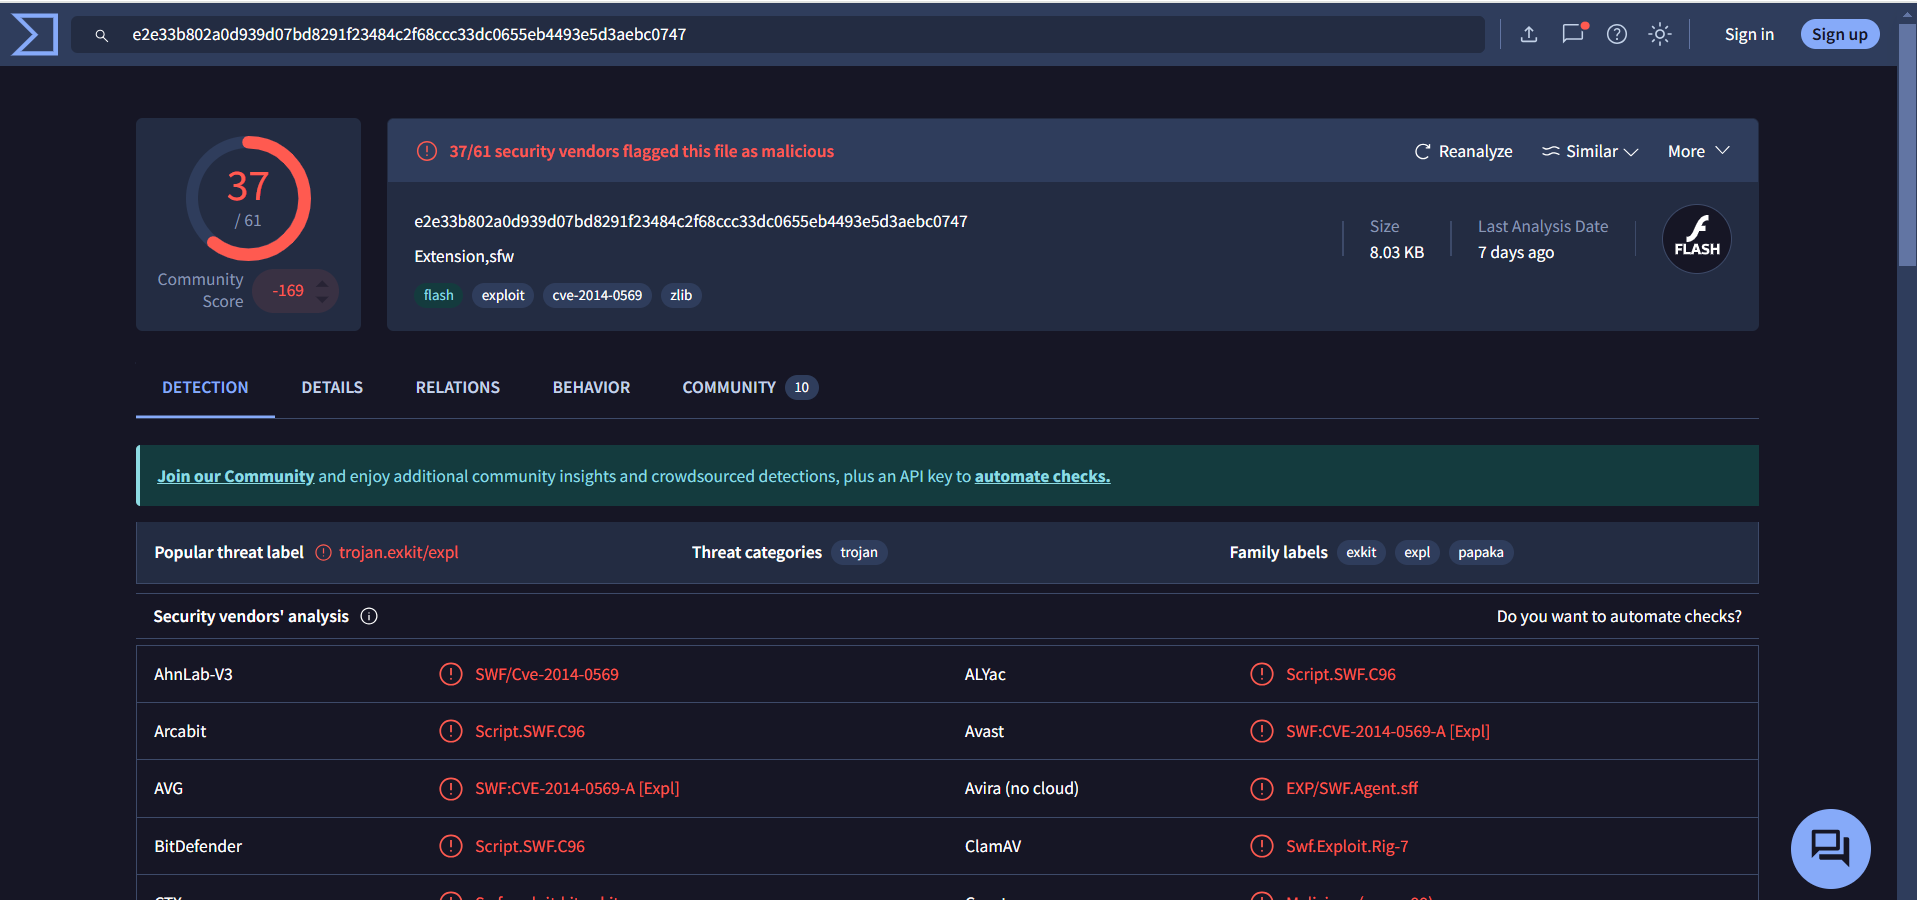 e2e33b802a0d939d07bd8291f23484c2f68ccc33dc0655eb4493e5d3aebc0747
Sign in
Sign up
37
/ 61
Community Score
-169
37/61 security vendors flagged this file as malicious
Reanalyze
Similar
More
e2e33b802a0d939d07bd8291f23484c2f68ccc33dc0655eb4493e5d3aebc0747
Extension,sfw
flash
exploit
cve-2014-0569
zlib
Size
8.03 KB
Last Analysis Date
7 days ago
FLASH
DETECTION
DETAILS
RELATIONS
BEHAVIOR
COMMUNITY 10
Join our Community and enjoy additional community insights and crowdsourced detections, plus an API key to automate checks.
Popular threat label trojan.exkit/expl
Threat categories trojan
Family labels exkit expl papaka
Security vendors' analysis
Do you want to automate checks?
AhnLab-V3 SWF/Cve-2014-0569
ALYac Script.SWF.C96
Arcabit Script.SWF.C96
Avast SWF:CVE-2014-0569-A [Expl]
AVG SWF:CVE-2014-0569-A [Expl]
Avira (no cloud) EXP/SWF.Agent.sff
BitDefender Script.SWF.C96
ClamAV Swf.Exploit.Rig-7